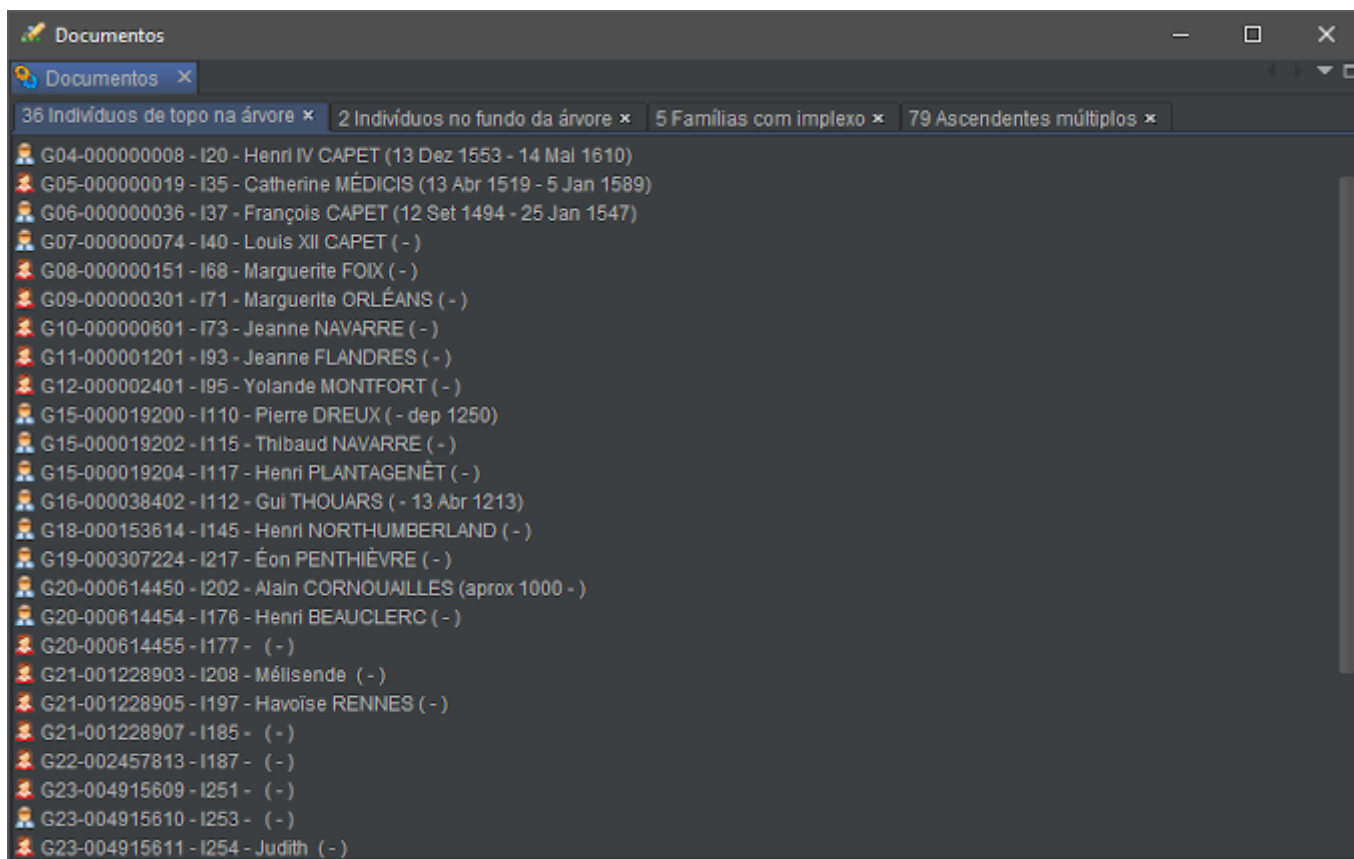 Documentos
Documentos
36 Indivíduos de topo na árvore 2 Indivíduos no fundo da árvore 5 Famílias com implexo 79 Ascendentes múltiplos
G04-000000008 - I20 - Henri IV CAPET (13 Dez 1553 - 14 Mai 1610)
G05-000000019 - I35 - Catherine MÉDICIS (13 Abr 1519 - 5 Jan 1589)
G06-000000036 - I37 - François CAPET (12 Set 1494 - 25 Jan 1547)
G07-000000074 - I40 - Louis XII CAPET ( - )
G08-000000151 - I68 - Marguerite FOIX ( - )
G09-000000301 - I71 - Marguerite ORLÉANS ( - )
G10-000000601 - I73 - Jeanne NAVARRE ( - )
G11-000001201 - I93 - Jeanne FLANDRES ( - )
G12-000002401 - I95 - Yolande MONTFORT ( - )
G15-000019200 - I110 - Pierre DREUX ( - dep 1250)
G15-000019202 - I115 - Thibaud NAVARRE ( - )
G15-000019204 - I117 - Henri PLANTAGENÊT ( - )
G16-000038402 - I112 - Gui THOUARS ( - 13 Abr 1213)
G18-000153614 - I145 - Henri NORTHUMBERLAND ( - )
G19-000307224 - I217 - Éon PENTHIÈVRE ( - )
G20-000614450 - I202 - Alain CORNOUAILLES (aprox 1000 - )
G20-000614454 - I176 - Henri BEAUCLERC ( - )
G20-000614455 - I177 - ( - )
G21-001228903 - I208 - Mélisende ( - )
G21-001228905 - I197 - Havoïse RENNES ( - )
G21-001228907 - I185 - ( - )
G22-002457813 - I187 - ( - )
G23-004915609 - I251 - ( - )
G23-004915610 - I253 - ( - )
G23-004915611 - I254 - Judith ( - )